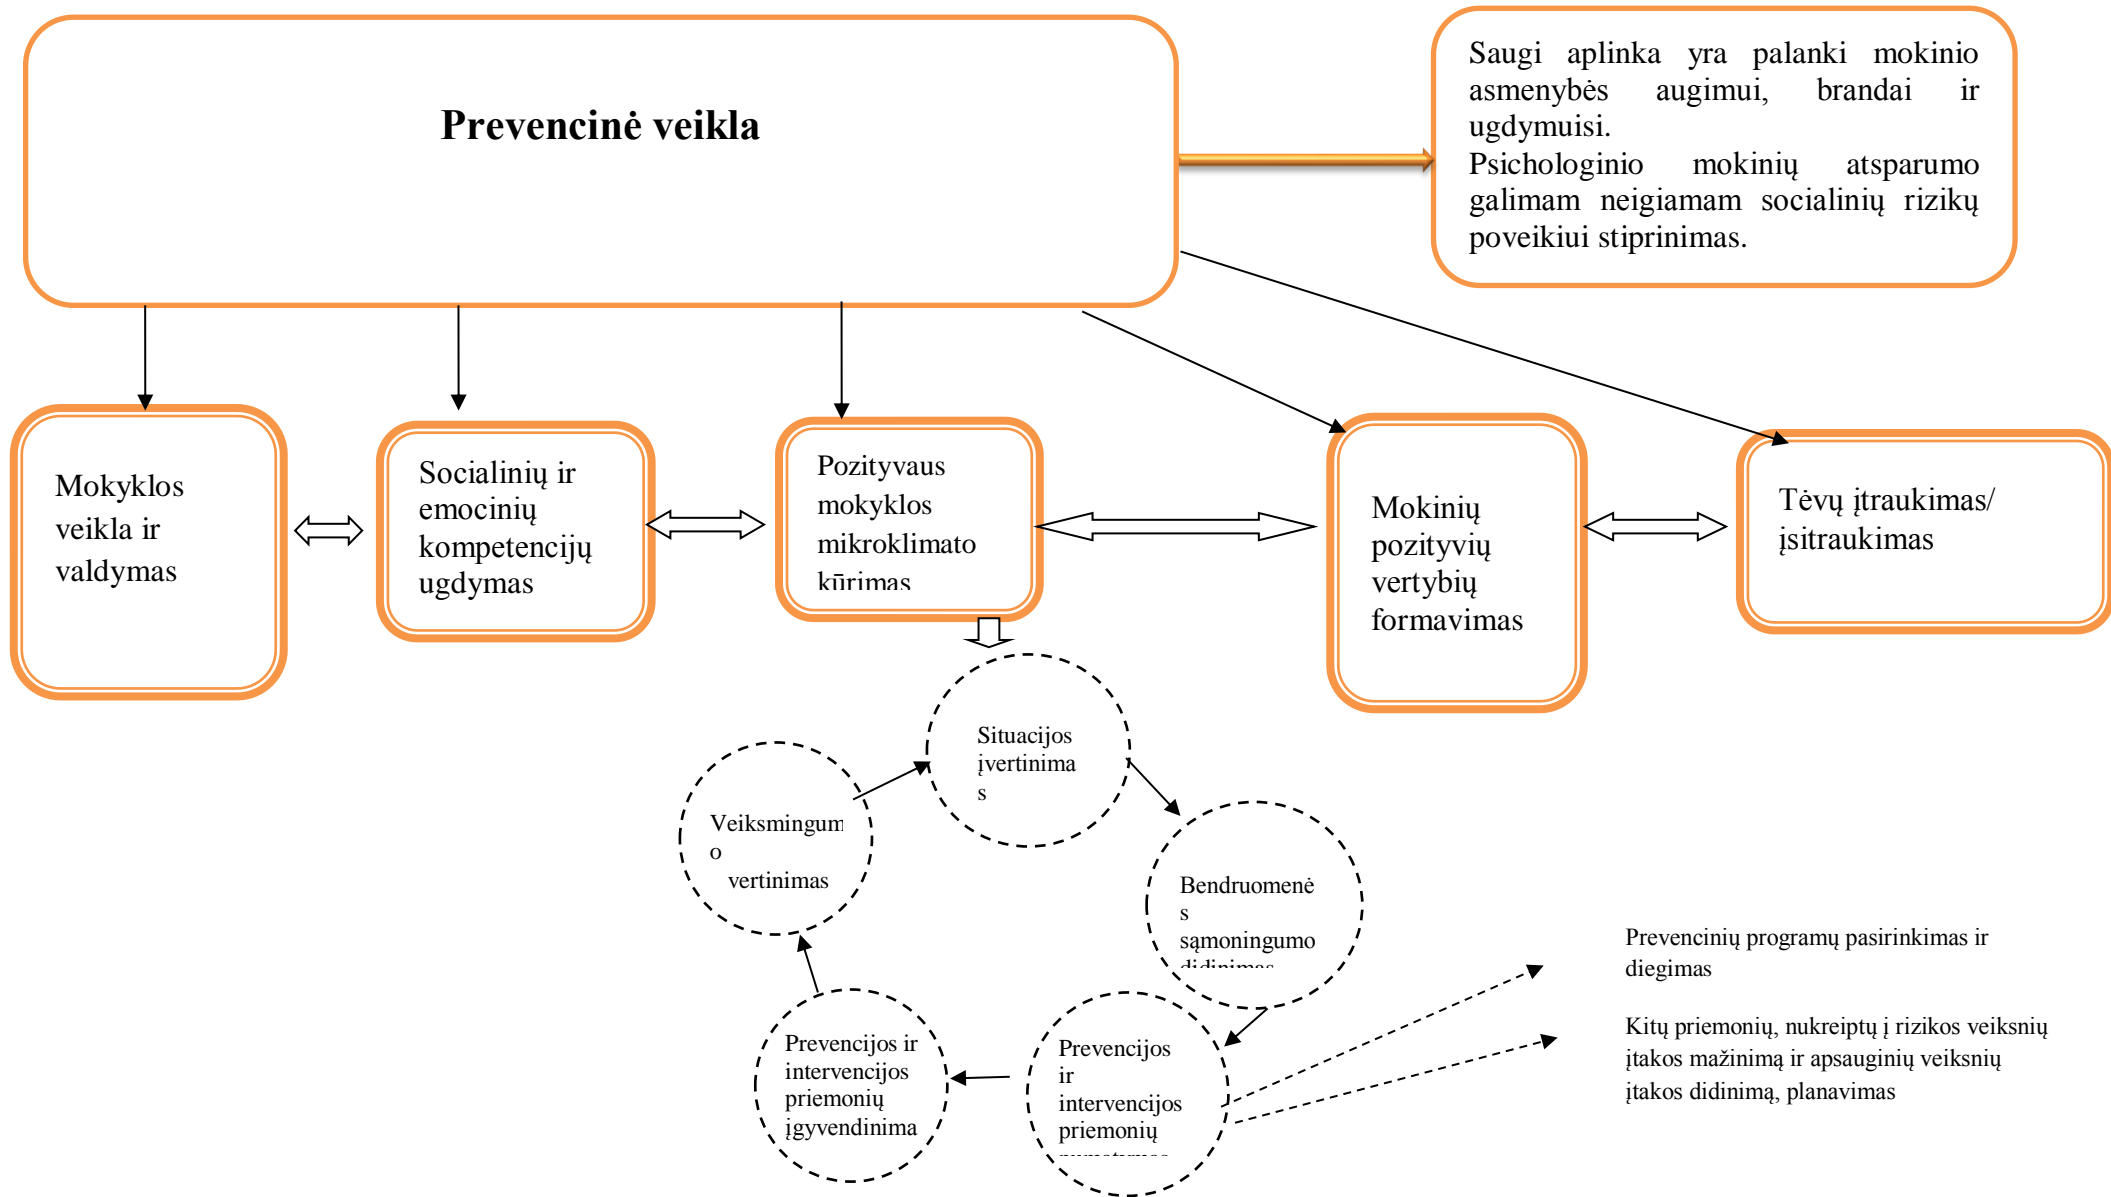 Prevencinė veikla
Saugi aplinka yra palanki mokinio
asmenybės augimui, brandai ir
ugdymuisi.
Psichologinio mokinių atsparumo
galimam neigiamam socialinių rizikų
poveikiui stiprinimas.
Mokyklos
veikla ir
valdymas
Socialinių ir
emocinių
kompetencijų
ugdymas
Pozityvaus
mokyklos
mikroklimato
kūrimas
Mokinių
pozityvių
vertybių
formavimas
Tėvų įtraukimas/
įsitraukimas
Situacijos
įvertinima
s
Veiksmingum
o
vertinimas
Bendruomenė
s
sąmoningumo
didinimas
Prevencijos
ir
intervencijos
priemonių
Prevencijos ir
intervencijos
priemonių
įgyvendinima
Prevencinių programų pasirinkimas ir
diegimas
Kitų priemonių, nukreiptų į rizikos veiksnių
įtakos mažinimą ir apsauginių veiksnių
įtakos didinimą, planavimas